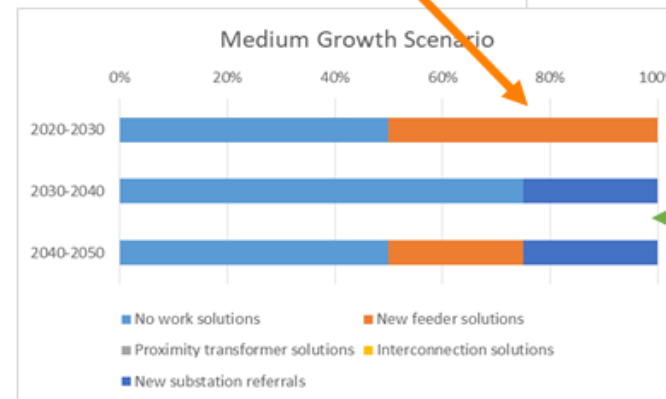 Medium Growth Scenario
0% 20% 40% 60% 80% 100%
2020-2030
2030-2040
2040-2050
No work solutions New feeder solutions
Proximity transformer solutions Interconnection solutions
New substation referrals